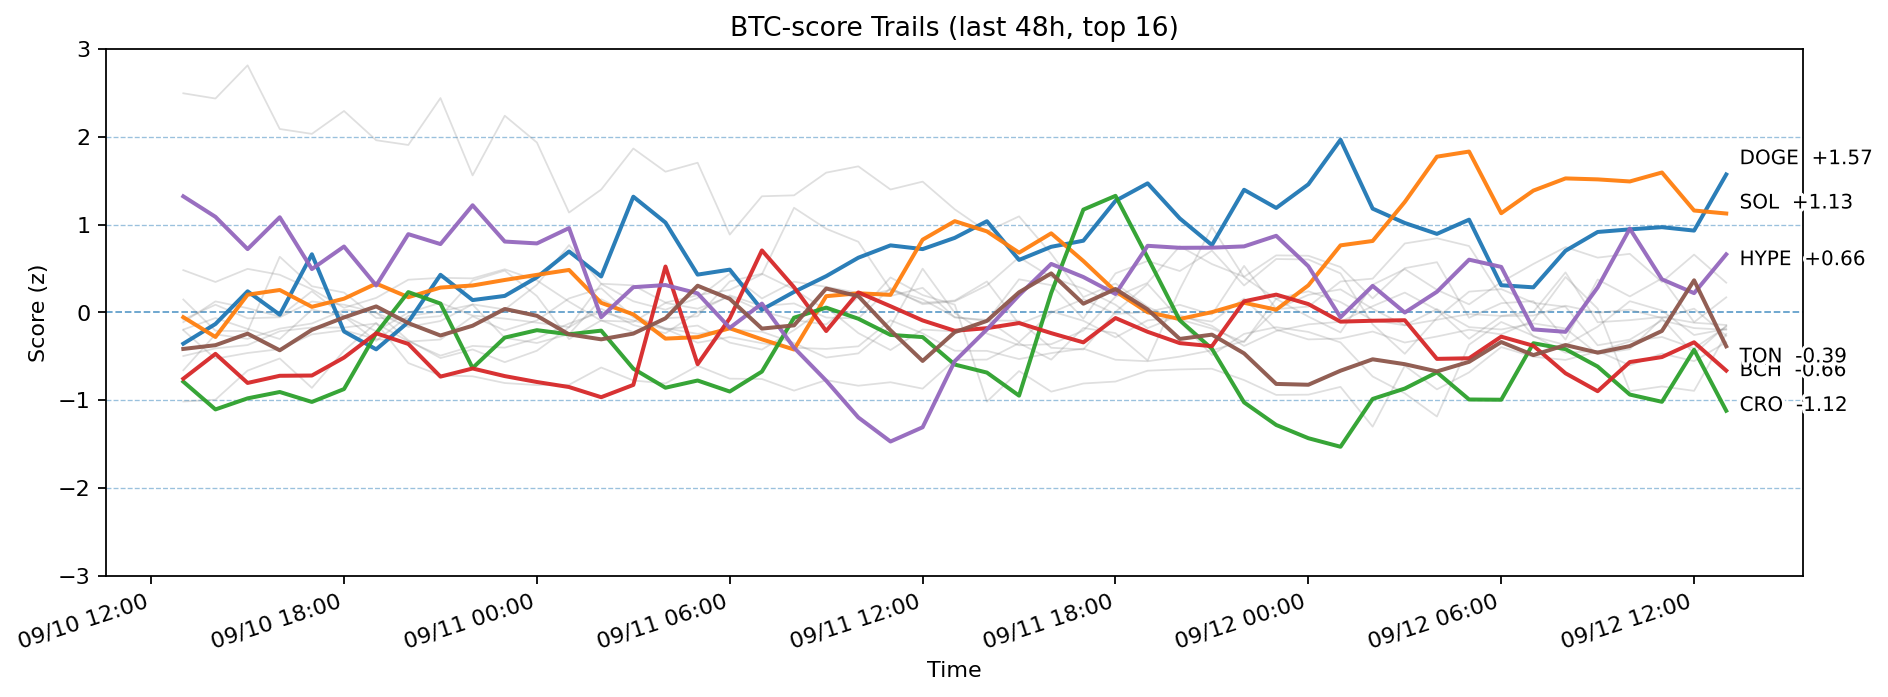 BTC-score Trails (last 48h, top 16)
Score (z)
3
2
1
0
−1
−2
−3
DOGE +1.57
SOL +1.13
HYPE +0.66
TON -0.39
BCH -0.66
CRO -1.12
09/10 12:00
09/10 18:00
09/11 00:00
09/11 06:00
09/11 12:00
09/11 18:00
09/12 00:00
09/12 06:00
09/12 12:00
Time